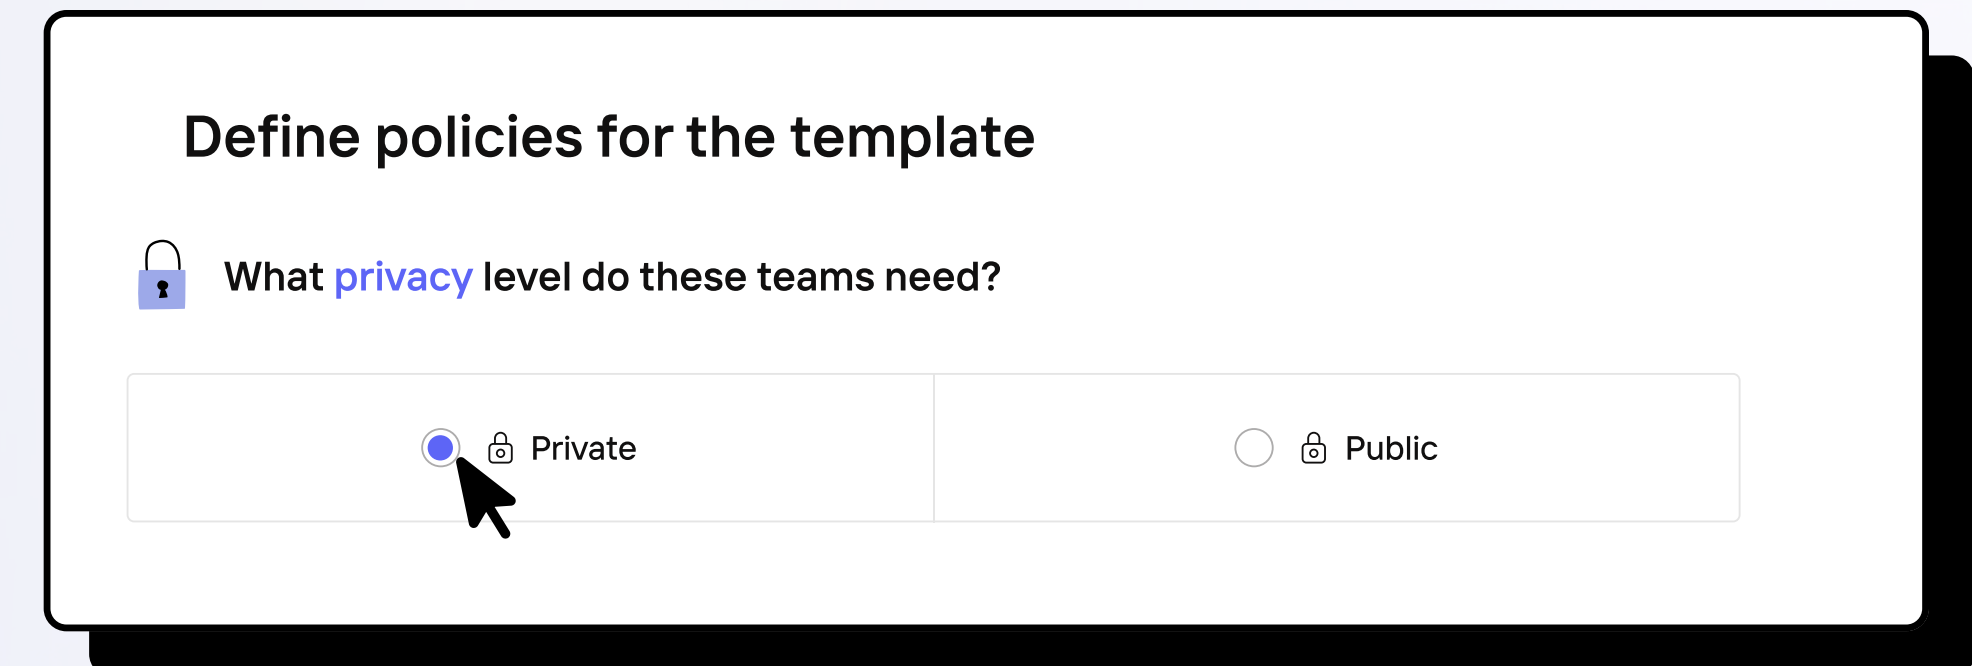 Define policies for the template
What privacy level do these teams need?
Private
Public